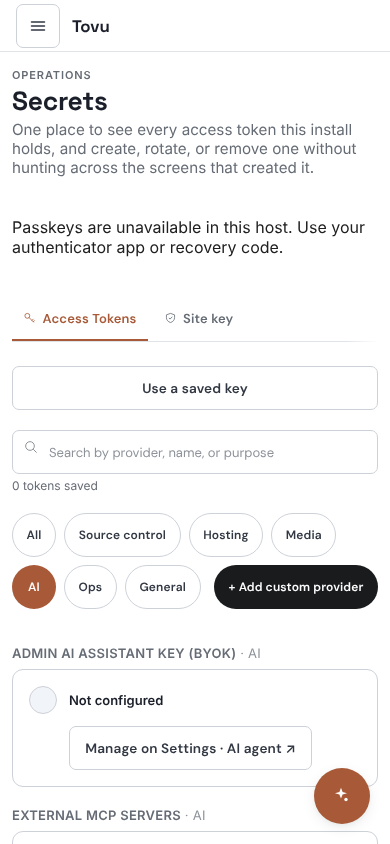 Tovu
OPERATIONS
Secrets
One place to see every access token this install
holds, and create, rotate, or remove one without
hunting across the screens that created it.
Passkeys are unavailable in this host. Use your
authenticator app or recovery code.
Access Tokens
Site key
Use a saved key
Search by provider, name, or purpose
0 tokens saved
All
Source control
Hosting
Media
AI
Ops
General
+ Add custom provider
ADMIN AI ASSISTANT KEY (BYOK) · AI
Not configured
Manage on Settings · AI agent ↗
EXTERNAL MCP SERVERS · AI